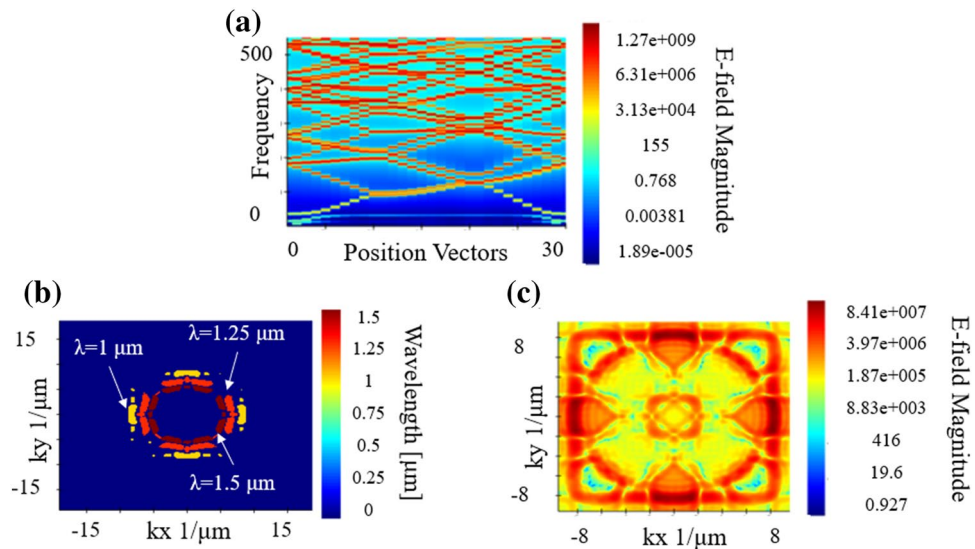 (a)
500
0
Frequency
0
30
Position Vectors
1.27e+009
6.31e+006
3.13e+004
155
0.768
0.00381
1.89e-005
E-field Magnitude
(b)
15
-15
ky 1/µm
-15
15
kx 1/µm
λ=1 µm
λ=1.25 µm
λ=1.5 µm
1.5
1.25
1
0.75
0.5
0.25
0
Wavelength [µm]
(c)
8
-8
ky 1/µm
-8
8
kx 1/µm
8.41e+007
3.97e+006
1.87e+005
8.83e+003
416
19.6
0.927
E-field Magnitude